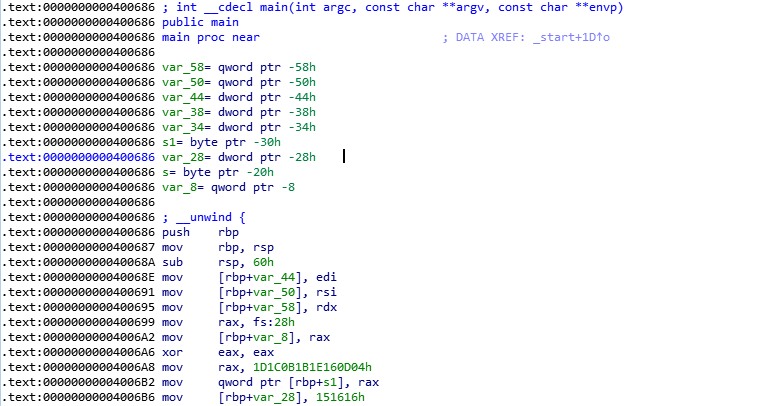 .text:0000000000400686 ; int __cdecl main(int argc, const char **argv, const char **envp)
.text:0000000000400686 public main
.text:0000000000400686 main proc near ; DATA XREF: _start+1D↑o
.text:0000000000400686
.text:0000000000400686 var_58= qword ptr -58h
.text:0000000000400686 var_50= qword ptr -50h
.text:0000000000400686 var_44= dword ptr -44h
.text:0000000000400686 var_38= dword ptr -38h
.text:0000000000400686 var_34= dword ptr -34h
.text:0000000000400686 s1= byte ptr -30h
.text:0000000000400686 var_28= dword ptr -28h
.text:0000000000400686 s= byte ptr -20h
.text:0000000000400686 var_8= qword ptr -8
.text:0000000000400686
.text:0000000000400686 ; __unwind {
.text:0000000000400686 push rbp
.text:0000000000400687 mov rbp, rsp
.text:000000000040068A sub rsp, 60h
.text:000000000040068E mov [rbp+var_44], edi
.text:0000000000400691 mov [rbp+var_50], rsi
.text:0000000000400695 mov [rbp+var_58], rdx
.text:0000000000400699 mov rax, fs:28h
.text:00000000004006A2 mov [rbp+var_8], rax
.text:00000000004006A6 xor eax, eax
.text:00000000004006A8 mov rax, 1D1C0B1B1E160D04h
.text:00000000004006B2 mov qword ptr [rbp+s1], rax
.text:00000000004006B6 mov [rbp+var_28], 151616h